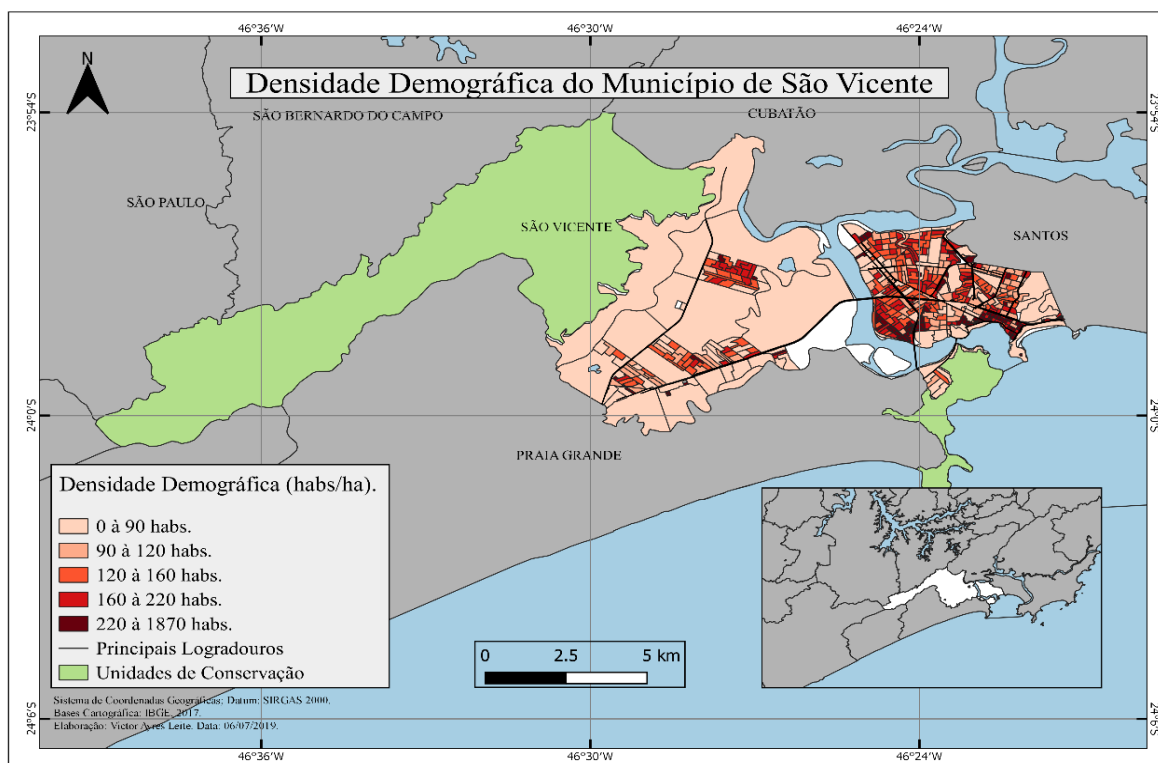 46°36'W 46°30'W 46°24'W
N
Densidade Demográfica do Município de São Vicente
23°54'S 23°54'S
SÃO BERNARDO DO CAMPO
CUBATÃO
SÃO PAULO
SÃO VICENTE
SANTOS
24°0'S 24°0'S
PRAIA GRANDE
Densidade Demográfica (habs/ha).
0 à 90 habs.
90 à 120 habs.
120 à 160 habs.
160 à 220 habs.
220 à 1870 habs.
Principais Logradouros
Unidades de Conservação
0 2.5 5 km
Sistema de Coordenadas Geográficas; Datum: SIRGAS 2000.
Bases Cartográfica: IBGE, 2017.
Elaboração: Victor Ayres Leite. Data: 06/07/2019.
24°6'S 24°6'S
46°36'W 46°30'W 46°24'W